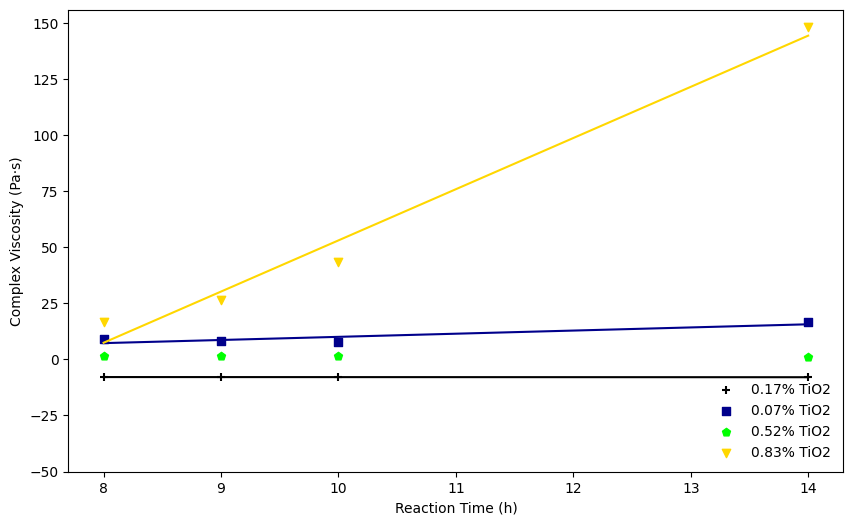 150
125
100
75
50
25
0
−25
−50
Complex Viscosity (Pa·s)
0.17% TiO2
0.07% TiO2
0.52% TiO2
0.83% TiO2
8 9 10 11 12 13 14
Reaction Time (h)